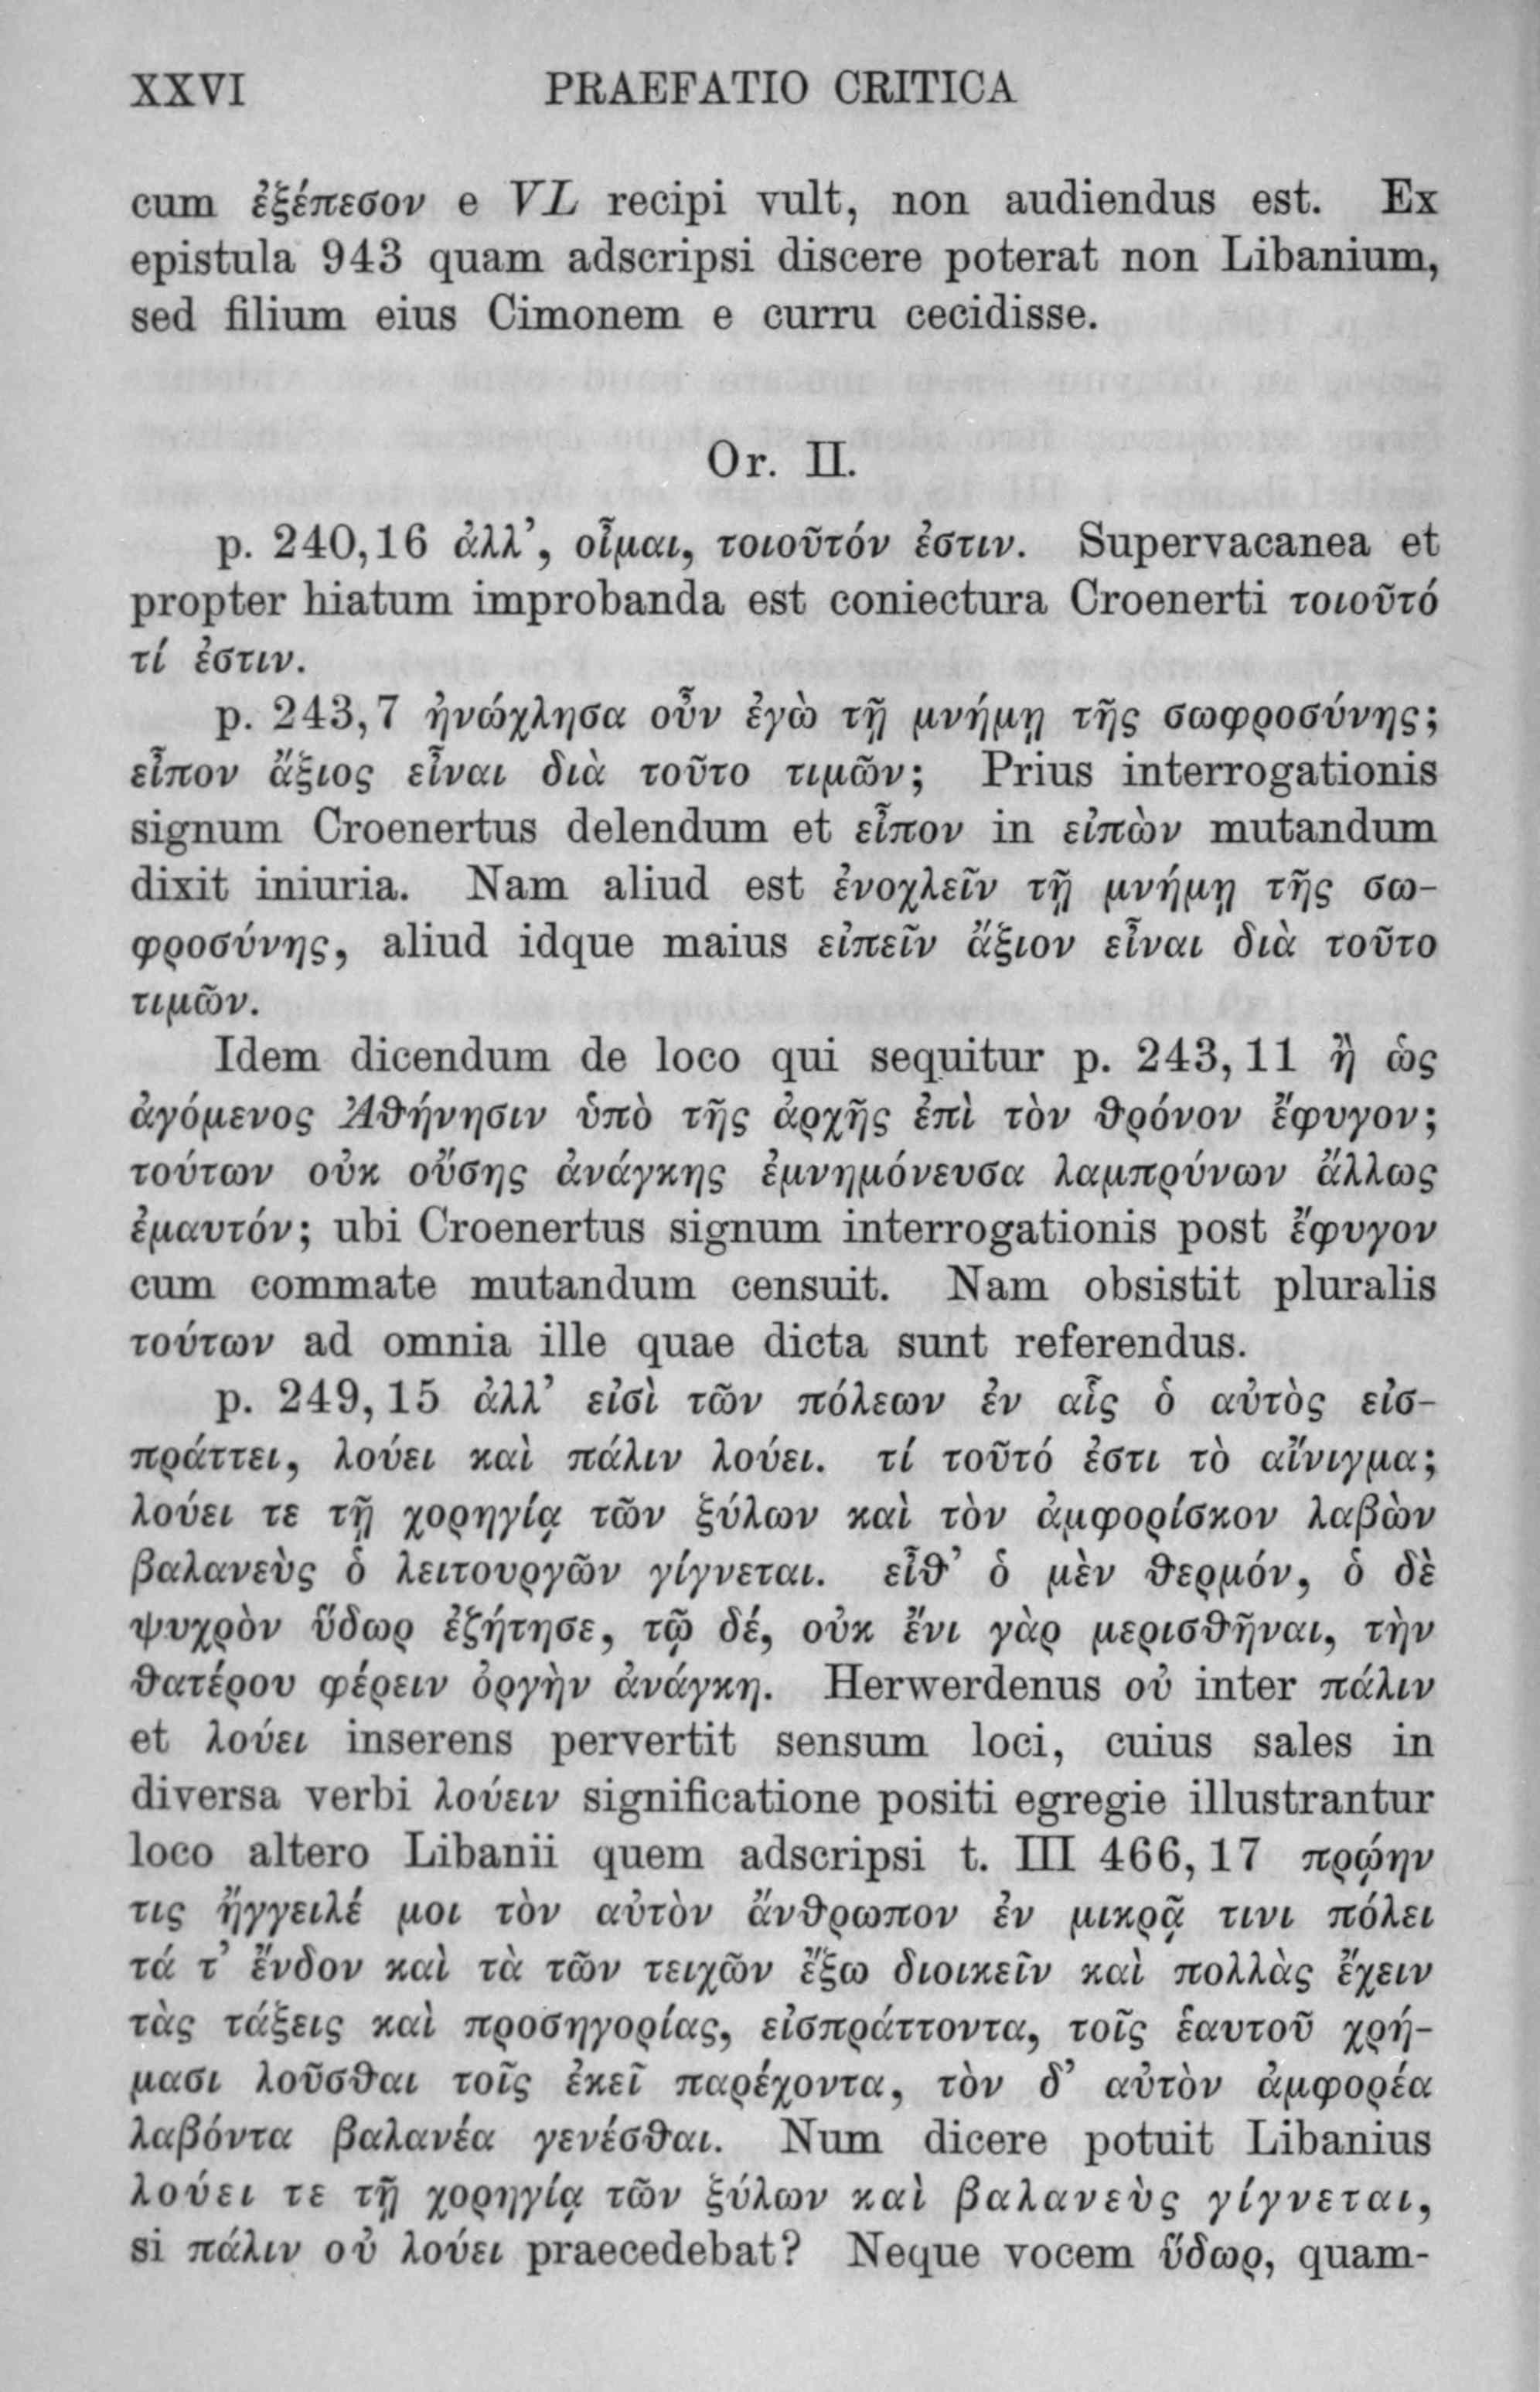 XXVI PRAEFATIO CRITICA
cum ἐξέπεσον e VL recipi vult, non audiendus est. Ex
epistula 943 quam adscripsi discere poterat non Libanium,
sed filium eius Cimonem e curru cecidisse.
Or. II.
p. 240,16 ἀλλ’, οἶμαι, τοιοῦτόν ἐστιν. Supervacanea et
propter hiatum improbanda est coniectura Croenerti τοιοῦτό
τί ἐστιν.
p. 243,7 ἠνώχλησα οὖν ἐγὼ τῇ μνήμῃ τῆς σωφροσύνης;
εἶπον ἄξιος εἶναι διὰ τοῦτο τιμῶν; Prius interrogationis
signum Croenertus delendum et εἶπον in εἰπὼν mutandum
dixit iniuria. Nam aliud est ἐνοχλεῖν τῇ μνήμῃ τῆς σω-
φροσύνης, aliud idque maius εἰπεῖν ἄξιον εἶναι διὰ τοῦτο
τιμῶν.
Idem dicendum de loco qui sequitur p. 243,11 ἢ ὡς
ἀγόμενος Ἀθήνησιν ὑπὸ τῆς ἀρχῆς ἐπὶ τὸν θρόνον ἔφυγον;
τούτων οὐκ οὔσης ἀνάγκης ἐμνημόνευσα λαμπρύνων ἄλλως
ἐμαυτόν; ubi Croenertus signum interrogationis post ἔφυγον
cum commate mutandum censuit. Nam obsistit pluralis
τούτων ad omnia ille quae dicta sunt referendus.
p. 249,15 ἀλλ’ εἰσὶ τῶν πόλεων ἐν αἷς ὁ αὐτὸς εἰσ-
πράττει, λούει καὶ πάλιν λούει. τί τοῦτό ἐστι τὸ αἴνιγμα;
λούει τε τῇ χορηγίᾳ τῶν ξύλων καὶ τὸν ἀμφορίσκον λαβὼν
βαλανεὺς ὁ λειτουργῶν γίγνεται. εἶθ’ ὁ μὲν θερμόν, ὁ δὲ
ψυχρὸν ὕδωρ ἐζήτησε, τῷ δέ, οὐκ ἔνι γὰρ μερισθῆναι, τὴν
θατέρου φέρειν ὀργὴν ἀνάγκη. Herwerdenus οὐ inter πάλιν
et λούει inserens pervertit sensum loci, cuius sales in
diversa verbi λούειν significatione positi egregie illustrantur
loco altero Libanii quem adscripsi t. III 466,17 πρῴην
τις ἤγγειλέ μοι τὸν αὐτὸν ἄνθρωπον ἐν μικρᾷ τινι πόλει
τά τ’ ἔνδον καὶ τὰ τῶν τειχῶν ἔξω διοικεῖν καὶ πολλὰς ἔχειν
τὰς τάξεις καὶ προσηγορίας, εἰσπράττοντα, τοῖς ἑαυτοῦ χρή-
μασι λοῦσθαι τοῖς ἐκεῖ παρέχοντα, τὸν δ’ αὐτὸν ἀμφορέα
λαβόντα βαλανέα γενέσθαι. Num dicere potuit Libanius
λούει τε τῇ χορηγίᾳ τῶν ξύλων καὶ βαλανεὺς γίγνεται,
si πάλιν οὐ λούει praecedebat? Neque vocem ὕδωρ, quam-